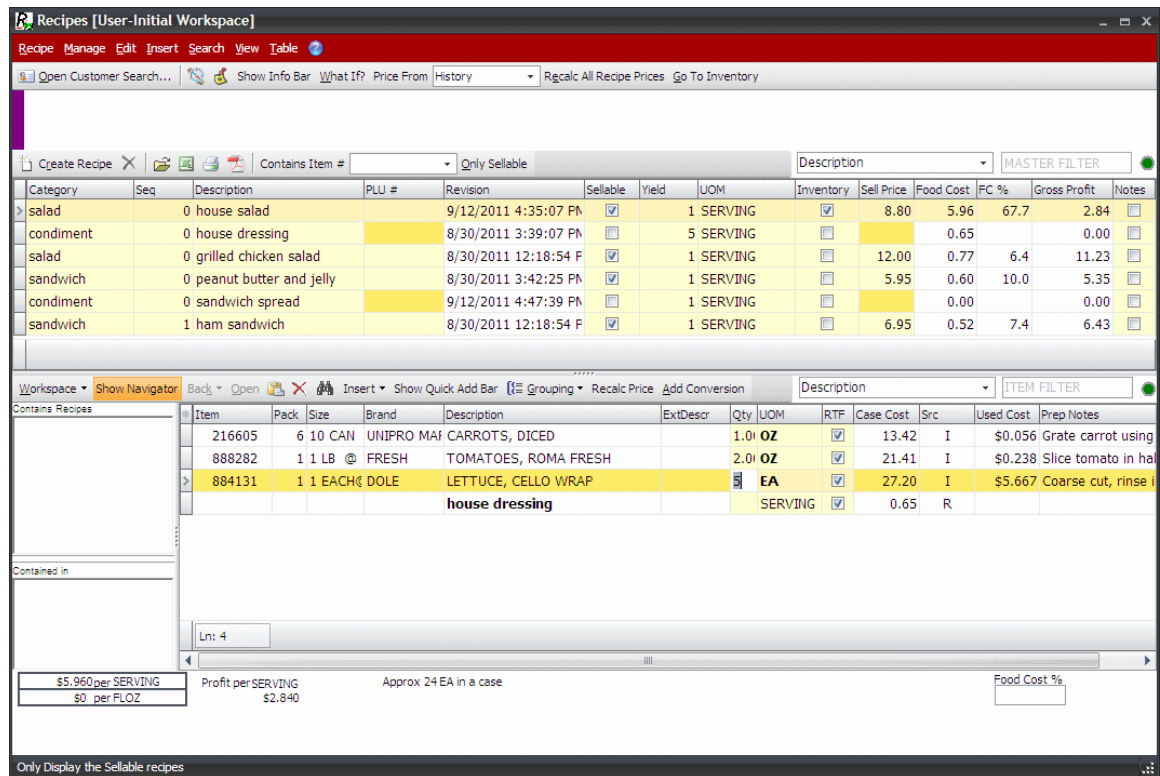 Recipes [User-Initial Workspace]
Recipe Manage Edit Insert Search View Table
Open Customer Search... Show Info Bar What If? Price From History Recalc All Recipe Prices Go To Inventory
Create Recipe Contains Item # Only Sellable Description MASTER FILTER
Category Seq Description PLU # Revision Sellable Yield UOM Inventory Sell Price Food Cost FC % Gross Profit Notes
salad 0 house salad 9/12/2011 4:35:07 PM 1 SERVING 8.80 5.96 67.7 2.84
condiment 0 house dressing 8/30/2011 3:39:07 PM 5 SERVING 0.65 0.00
salad 0 grilled chicken salad 8/30/2011 12:18:54 P 1 SERVING 12.00 0.77 6.4 11.23
sandwich 0 peanut butter and jelly 8/30/2011 3:42:25 PM 1 SERVING 5.95 0.60 10.0 5.35
condiment 0 sandwich spread 9/12/2011 4:47:39 PM 1 SERVING 0.00 0.00
sandwich 1 ham sandwich 8/30/2011 12:18:54 P 1 SERVING 6.95 0.52 7.4 6.43
Workspace Show Navigator Back Open Insert Show Quick Add Bar Grouping Recalc Price Add Conversion Description ITEM FILTER
Contains Recipes
Item Pack Size Brand Description ExtDescr Qty UOM RTF Case Cost Src Used Cost Prep Notes
216605 6 10 CAN UNIPRO MAR CARROTS, DICED 1.00 OZ 13.42 I $0.056 Grate carrot using
888282 1 1 LB @ FRESH TOMATOES, ROMA FRESH 2.00 OZ 21.41 I $0.238 Slice tomato in hal
884131 1 1 EACH@ DOLE LETTUCE, CELLO WRAP 5 EA 27.20 I $5.667 Coarse cut, rinse i
house dressing SERVING 0.65 R
Contained in
Ln: 4
$5.960 per SERVING Profit per SERVING Approx 24 EA in a case Food Cost %
$0 per FLOZ $2.840
Only Display the Sellable recipes